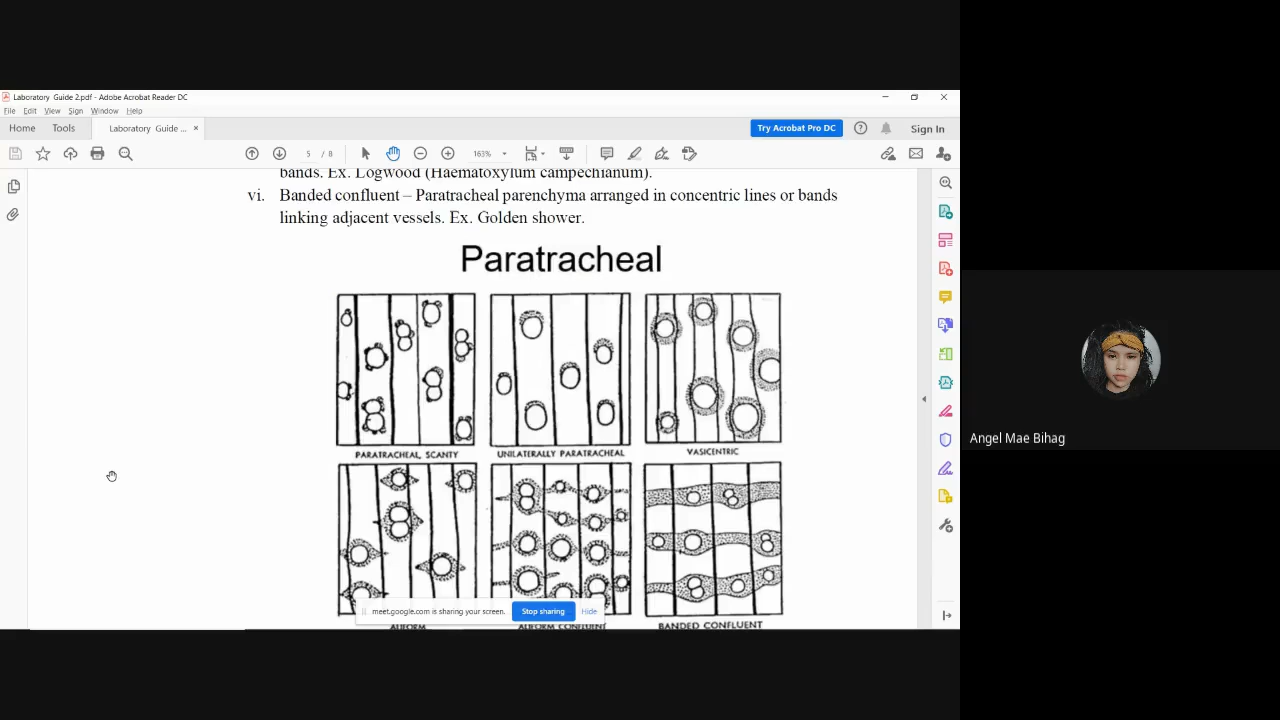 Laboratory Guide 2.pdf - Adobe Acrobat Reader DC
File Edit View Sign Window Help
Home Tools Laboratory Guide ... ×
Try Acrobat Pro DC Sign In
5 / 8 163%
bands. Ex. Logwood (Haematoxylum campechianum).
vi. Banded confluent – Paratracheal parenchyma arranged in concentric lines or bands
linking adjacent vessels. Ex. Golden shower.
Paratracheal
PARATRACHEAL, SCANTY UNILATERALLY PARATRACHEAL VASICENTRIC
Angel Mae Bihag
meet.google.com is sharing your screen. Stop sharing Hide
ALIFORM ALIFORM CONFLUENT BANDED CONFLUENT